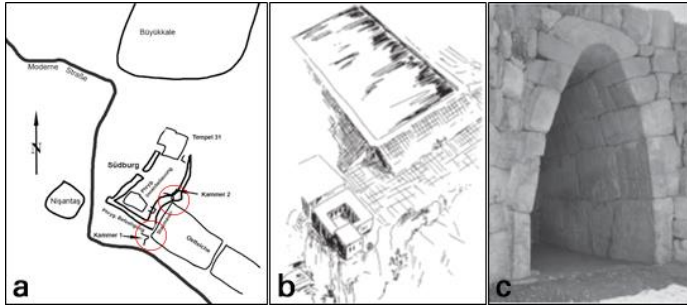 Büyükkale
Moderne Straße
N
Tempel 31
Südburg
Kammer 2
Nişantaş
Kammer 1
Ostteiche
a
b
c